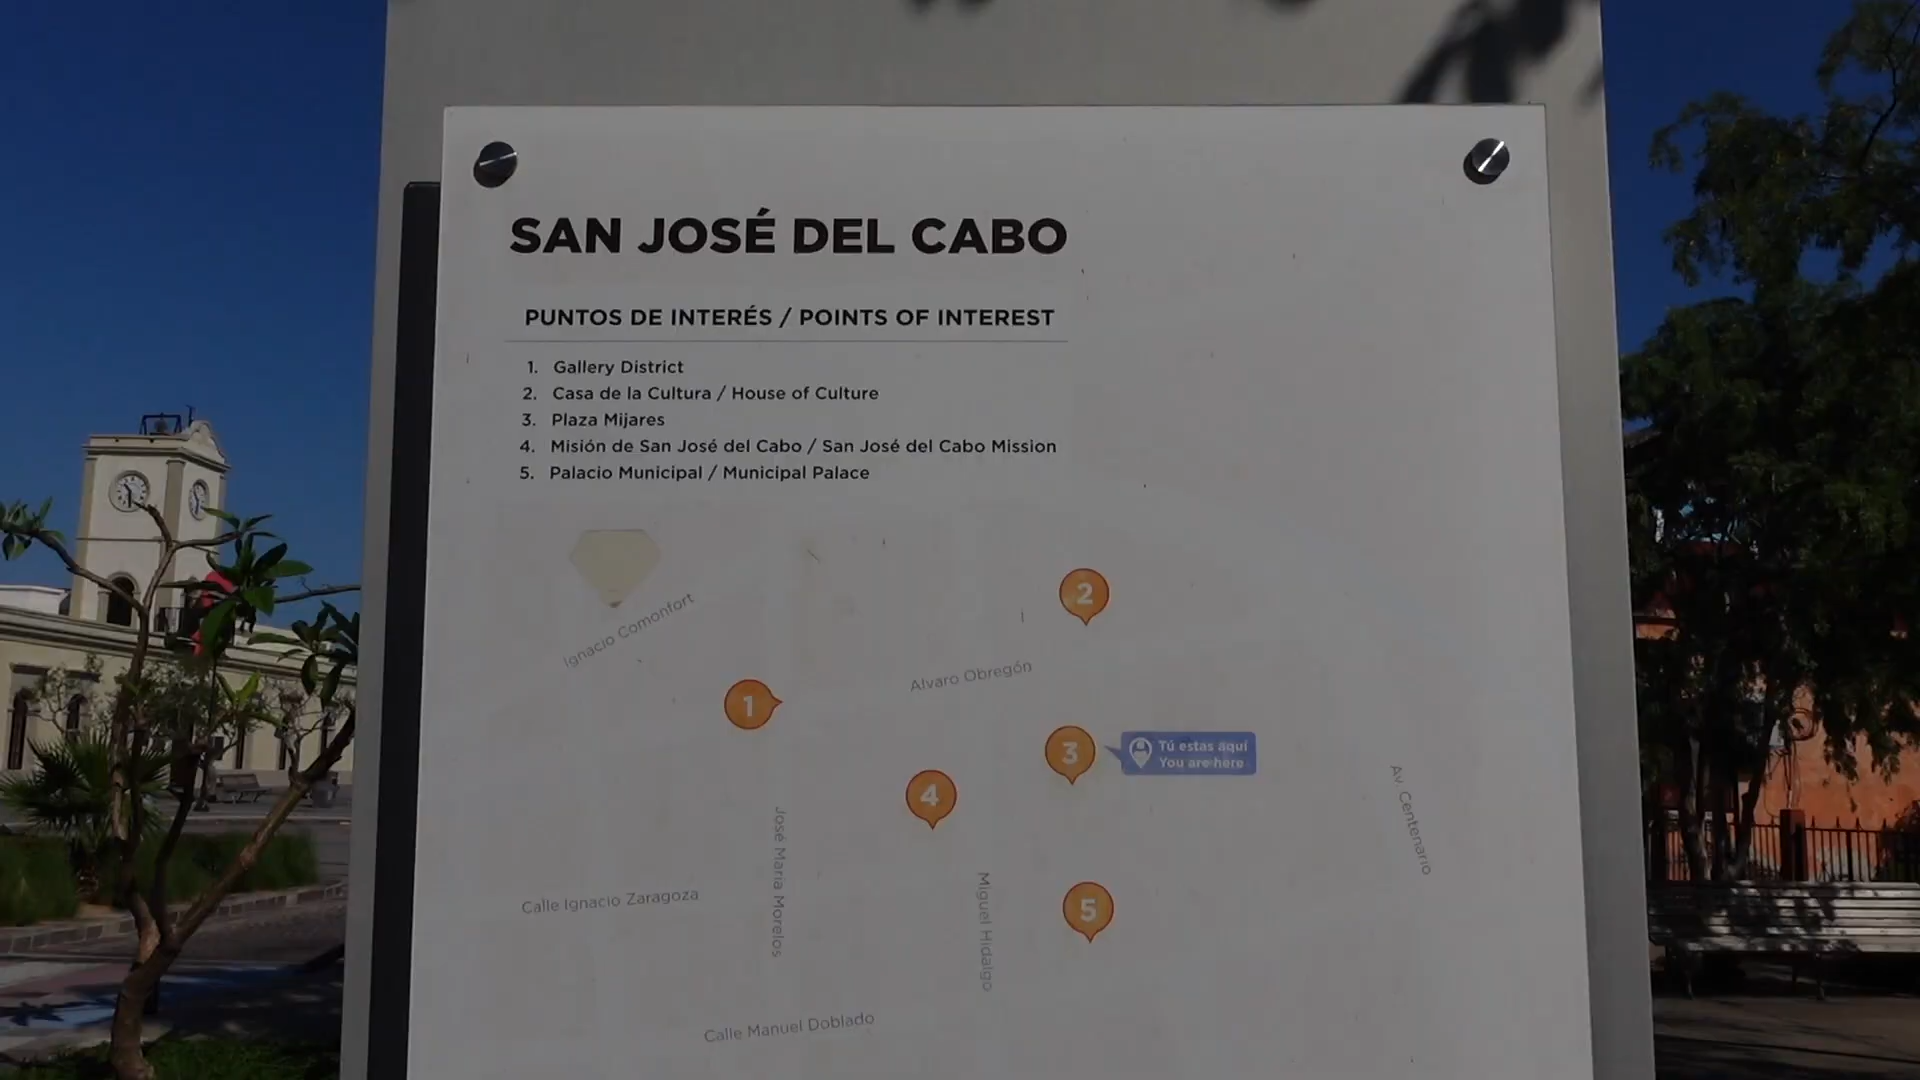 SAN JOSÉ DEL CABO
PUNTOS DE INTERÉS / POINTS OF INTEREST
1. Gallery District
2. Casa de la Cultura / House of Culture
3. Plaza Mijares
4. Misión de San José del Cabo / San José del Cabo Mission
5. Palacio Municipal / Municipal Palace
2
Ignacio Comonfort
Alvaro Obregón
1
3
Tú estas aquí
You are here
4
Av. Centenario
José María Morelos
Calle Ignacio Zaragoza
Miguel Hidalgo
5
Calle Manuel Doblado